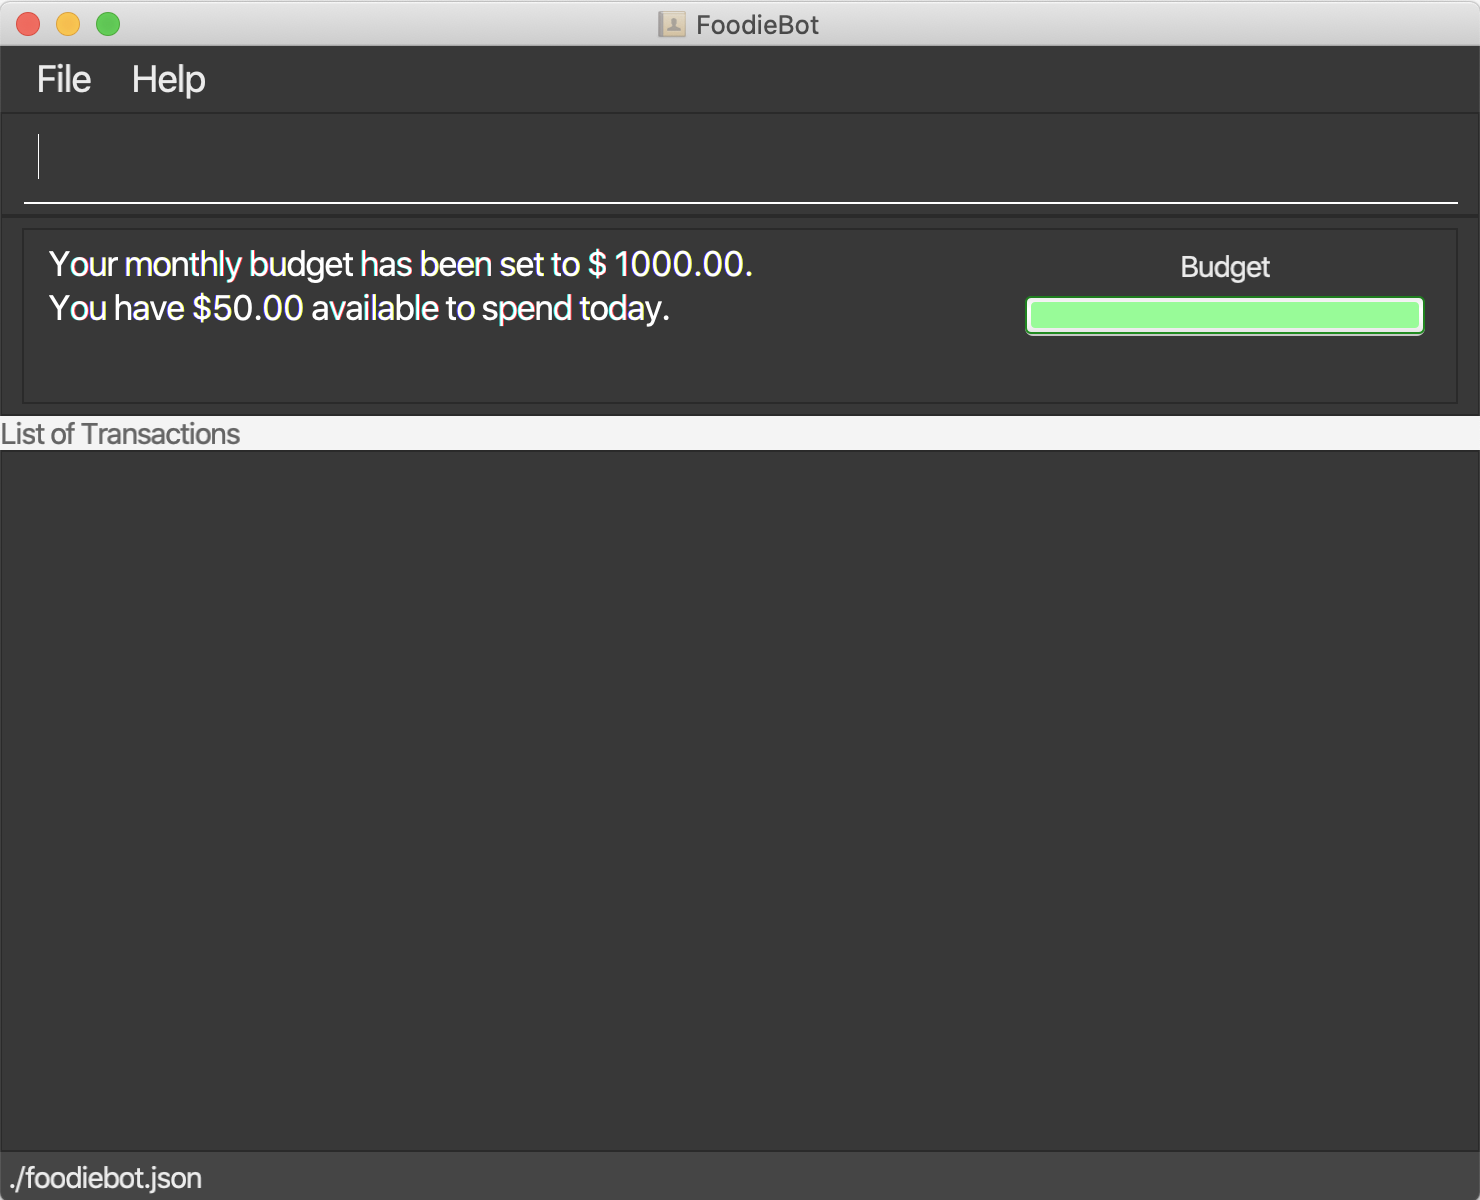 FoodieBot
File Help
Your monthly budget has been set to $ 1000.00.
You have $50.00 available to spend today.
Budget
List of Transactions
./foodiebot.json